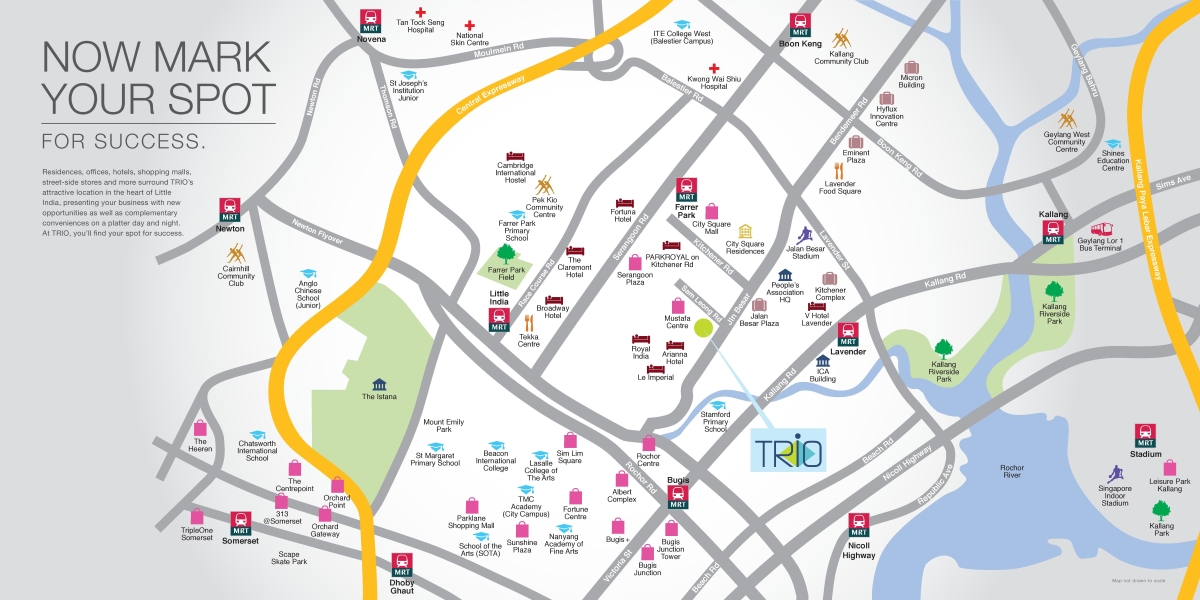 NOW MARK
YOUR SPOT
FOR SUCCESS.
Residences, offices, hotels, shopping malls,
street-side stores and more surround TRIO's
attractive location in the heart of Little
India, presenting your business with new
opportunities as well as complementary
conveniences on a platter day and night.
At TRIO, you'll find your spot for success.
MRT
Novena
Tan Tock Seng
Hospital
National
Skin Centre
Moulmein Rd
ITE College West
(Balestier Campus)
MRT
Boon Keng
Kallang
Community Club
Micron
Building
Geylang Bahru
Newton Rd
Thomson Rd
St Joseph's
Institution
Junior
Central Expressway
Balestier Rd
Kwong Wai Shiu
Hospital
Hyflux
Innovation
Centre
Bendemeer Rd
Boon Keng Rd
Eminent
Plaza
Lavender
Food Square
Geylang West
Community
Centre
Shines
Education
Centre
Kallang Paya Lebar Expressway
Sims Ave
Cambridge
International
Hostel
Pek Kio
Community
Centre
Farrer Park
Primary
School
Farrer Park
Field
Fortuna
Hotel
Serangoon Rd
MRT
Farrer
Park
City Square
Mall
City Square
Residences
Kitchener Rd
PARKROYAL on
Kitchener Rd
Jalan Besar
Stadium
Lavender St
Kallang
MRT
Geylang Lor 1
Bus Terminal
MRT
Newton
Newton Flyover
Cairnhill
Community
Club
Anglo
Chinese
School
(Junior)
The
Claremont
Hotel
Race Course Rd
Serangoon
Plaza
Sam Leong Rd
Jln Besar
People's
Association
HQ
Kitchener
Complex
Kallang Rd
Kallang
Riverside
Park
Little
India
MRT
Broadway
Hotel
Tekka
Centre
Mustafa
Centre
Jalan
Besar Plaza
V Hotel
Lavender
MRT
Lavender
Royal
India
Arianna
Hotel
Le Imperial
ICA
Building
Kallang Rd
Kallang
Riverside
Park
The Istana
Stamford
Primary
School
TRIO
The
Heeren
Chatsworth
International
School
The
Centrepoint
Orchard
Point
313
@Somerset
Orchard
Gateway
TripleOne
Somerset
MRT
Somerset
Scape
Skate Park
MRT
Dhoby
Ghaut
Mount Emily
Park
St Margaret
Primary School
Beacon
International
College
Lasalle
College of
The Arts
Sim Lim
Square
Rochor
Centre
Rochor Rd
TMC
Academy
(City Campus)
Parklane
Shopping Mall
Fortune
Centre
Albert
Complex
Bugis
MRT
School of the
Arts (SOTA)
Sunshine
Plaza
Nanyang
Academy of
Fine Arts
Bugis+
Bugis
Junction
Tower
Bugis
Junction
Victoria St
Beach Rd
Beach Rd
Nicoll Highway
Republic Ave
MRT
Nicoll
Highway
Rochor
River
MRT
Stadium
Singapore
Indoor
Stadium
Leisure Park
Kallang
Kallang
Park
Map not drawn to scale